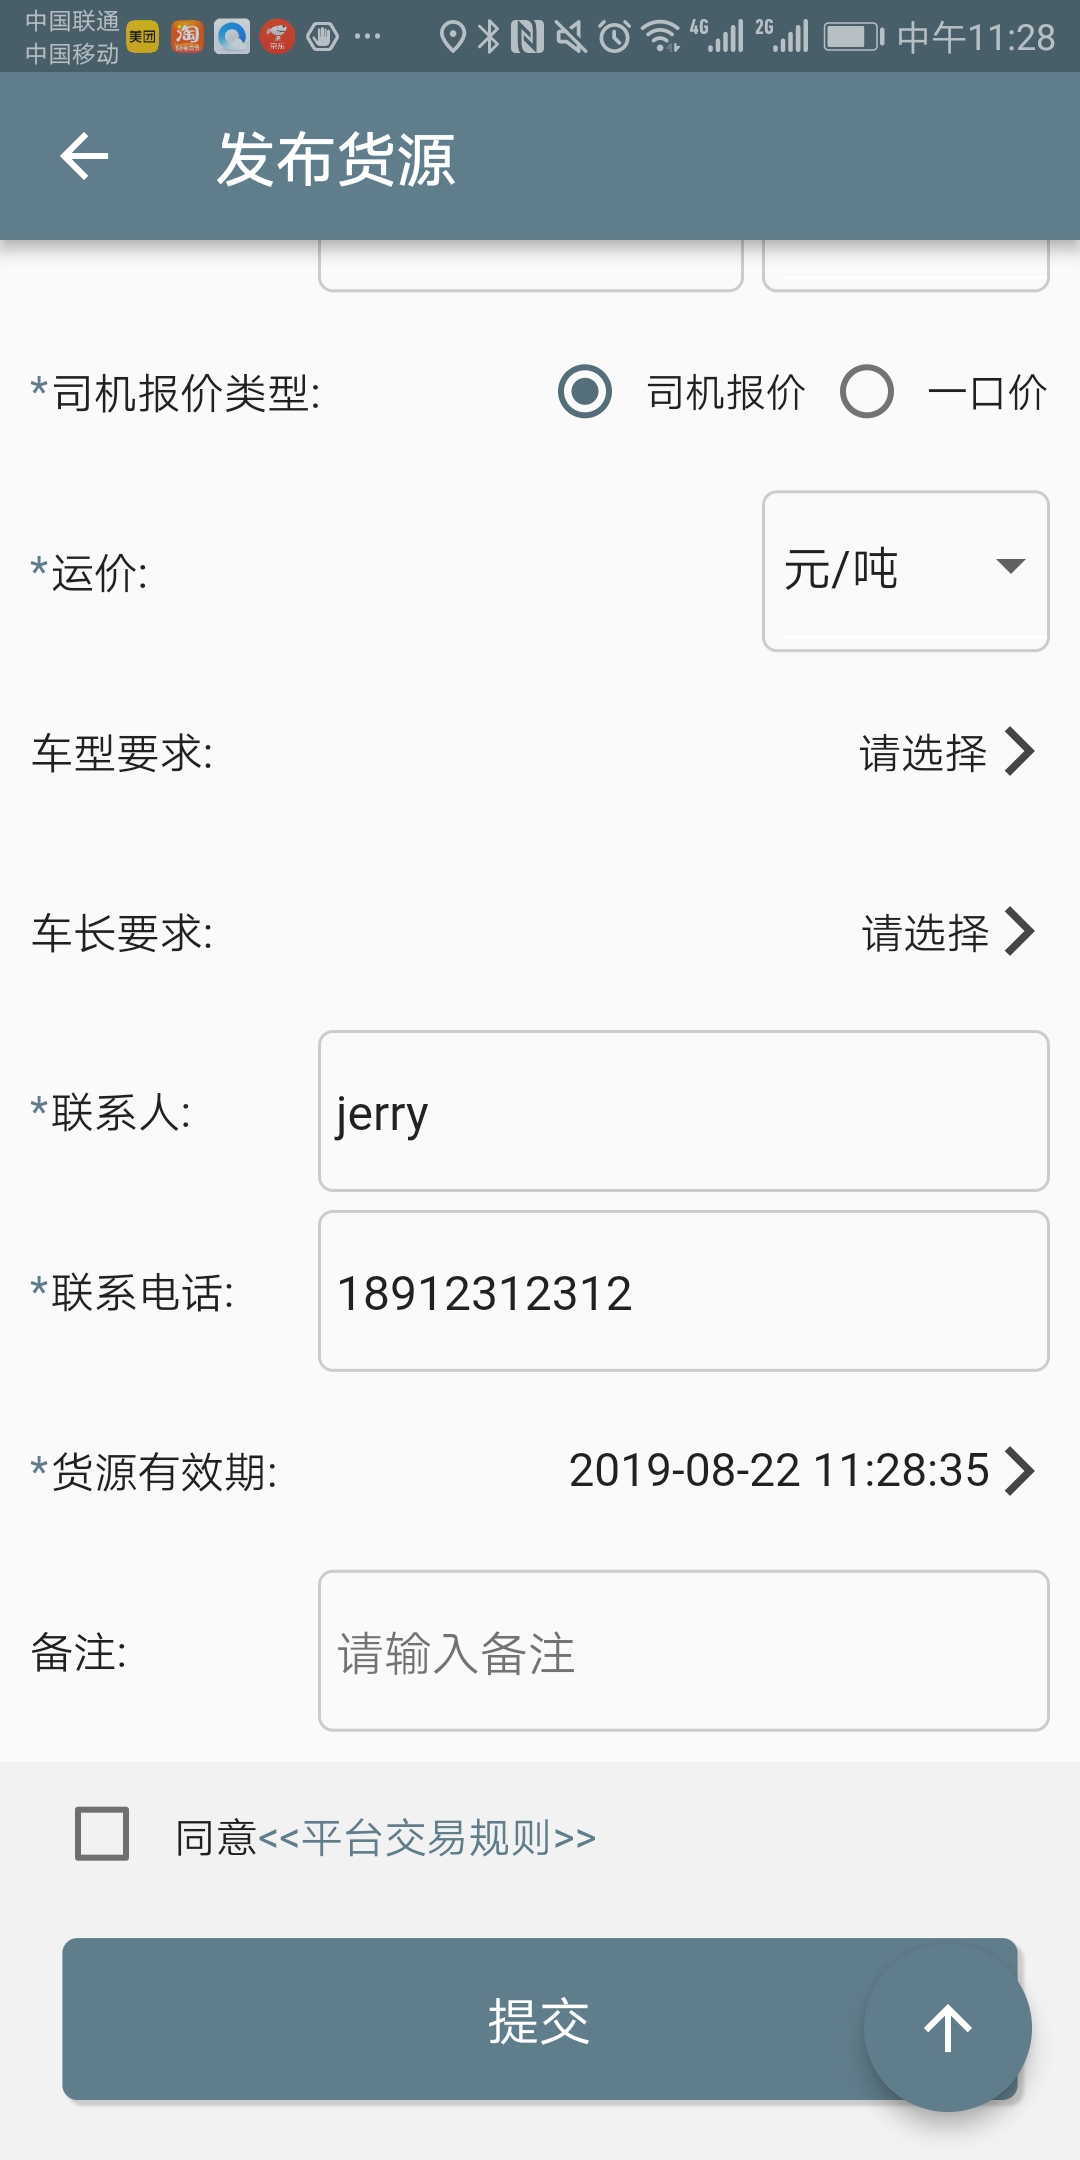 中国联通
中国移动
美团
淘
京东
4G
2G
中午11:28
发布货源
*司机报价类型:
司机报价
一口价
*运价:
元/吨
车型要求:
请选择
车长要求:
请选择
*联系人:
jerry
*联系电话:
18912312312
*货源有效期:
2019-08-22 11:28:35
备注:
请输入备注
同意<<平台交易规则>>
提交